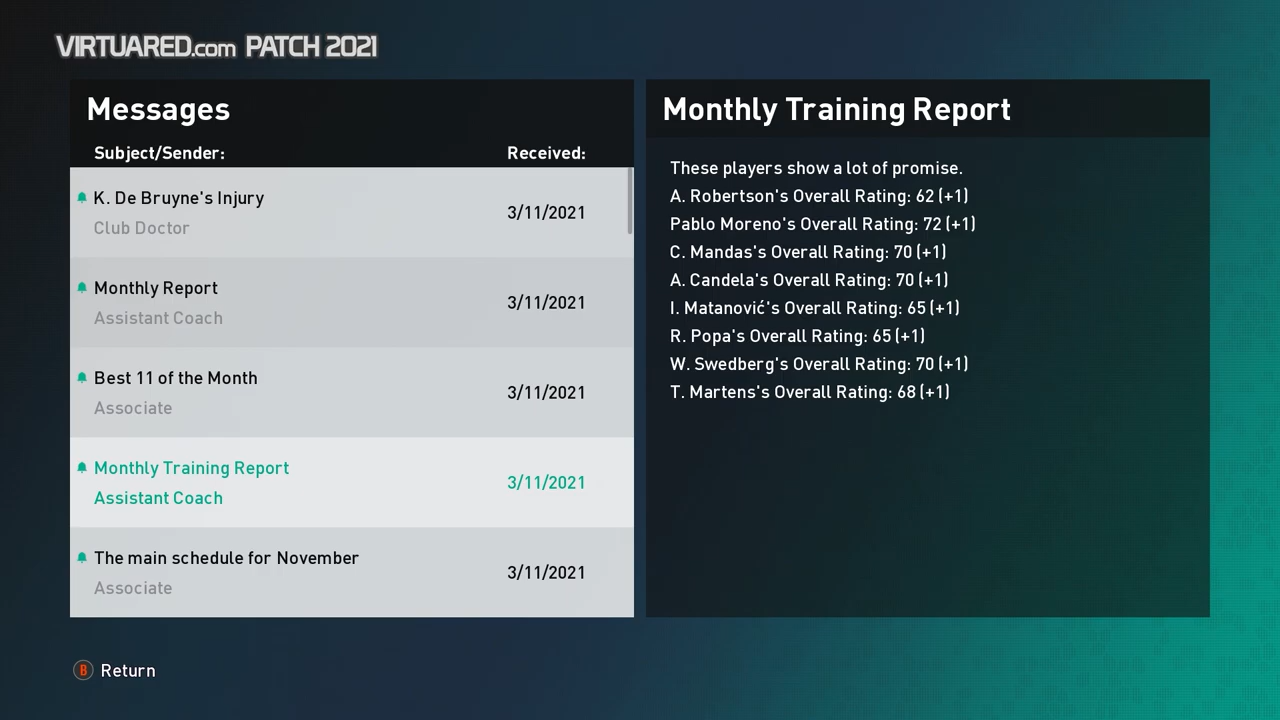 VIRTUARED.com PATCH 2021
Messages
Subject/Sender: Received:
K. De Bruyne's Injury
Club Doctor
3/11/2021
Monthly Report
Assistant Coach
3/11/2021
Best 11 of the Month
Associate
3/11/2021
Monthly Training Report
Assistant Coach
3/11/2021
The main schedule for November
Associate
3/11/2021
Monthly Training Report
These players show a lot of promise.
A. Robertson's Overall Rating: 62 (+1)
Pablo Moreno's Overall Rating: 72 (+1)
C. Mandas's Overall Rating: 70 (+1)
A. Candela's Overall Rating: 70 (+1)
I. Matanović's Overall Rating: 65 (+1)
R. Popa's Overall Rating: 65 (+1)
W. Swedberg's Overall Rating: 70 (+1)
T. Martens's Overall Rating: 68 (+1)
B Return